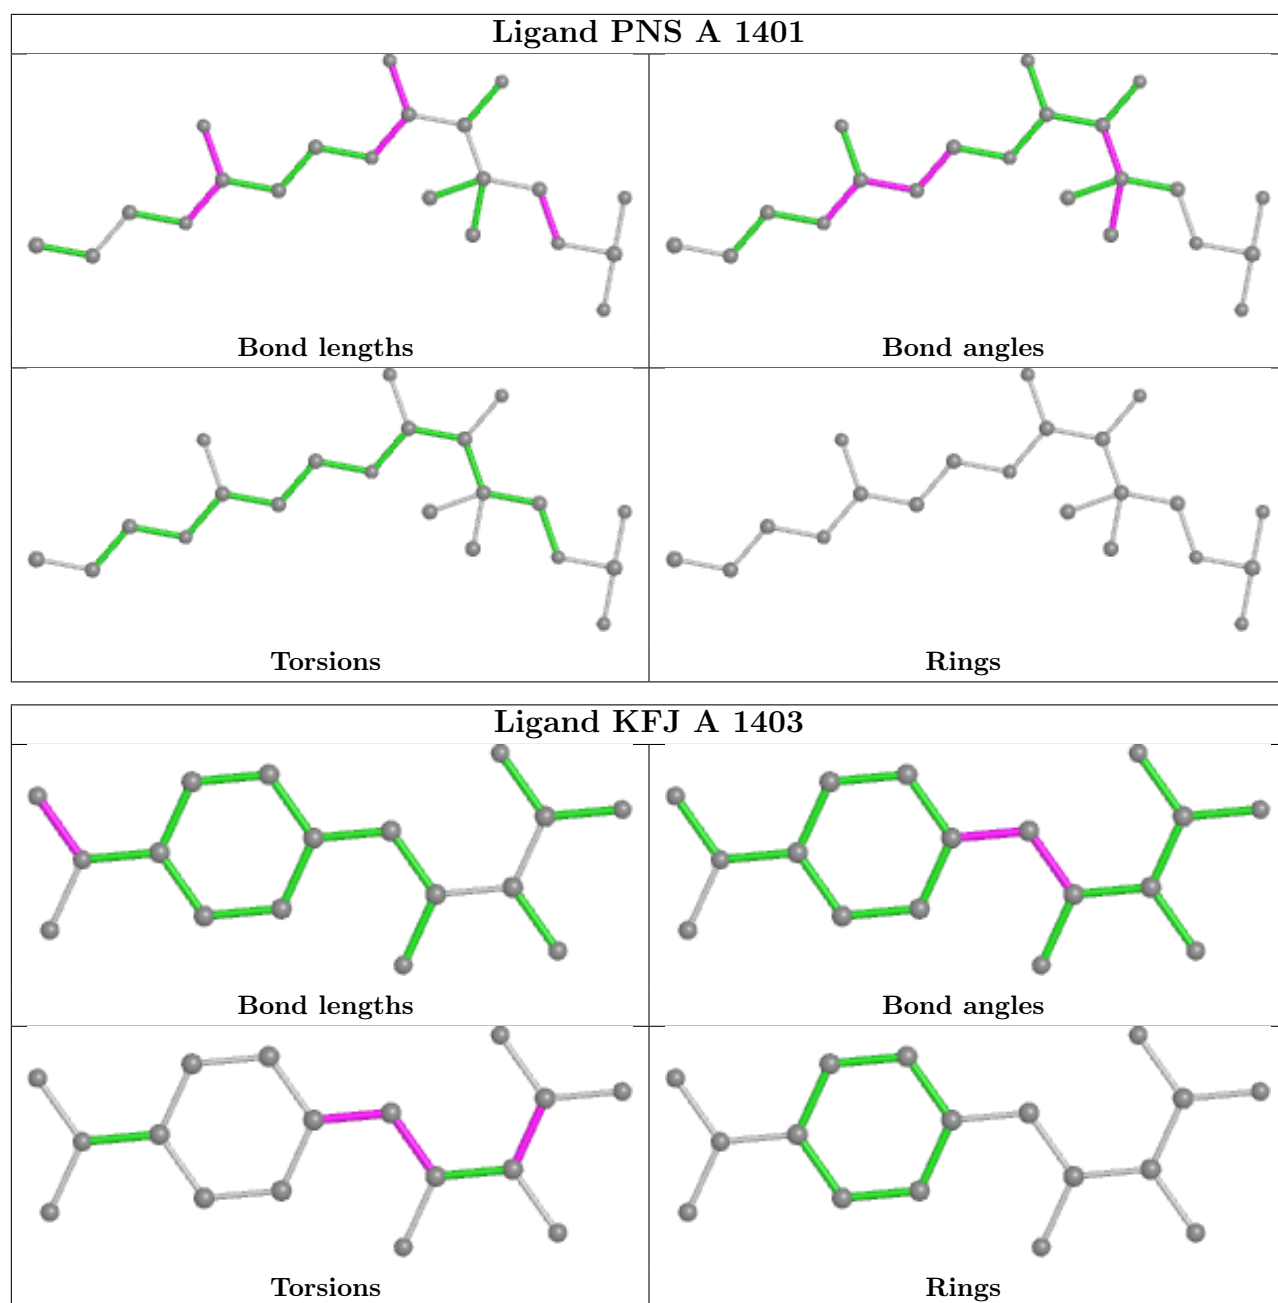 Ligand PNS A 1401
Bond lengths
Bond angles
Torsions
Rings
Ligand KFJ A 1403
Bond lengths
Bond angles
Torsions
Rings